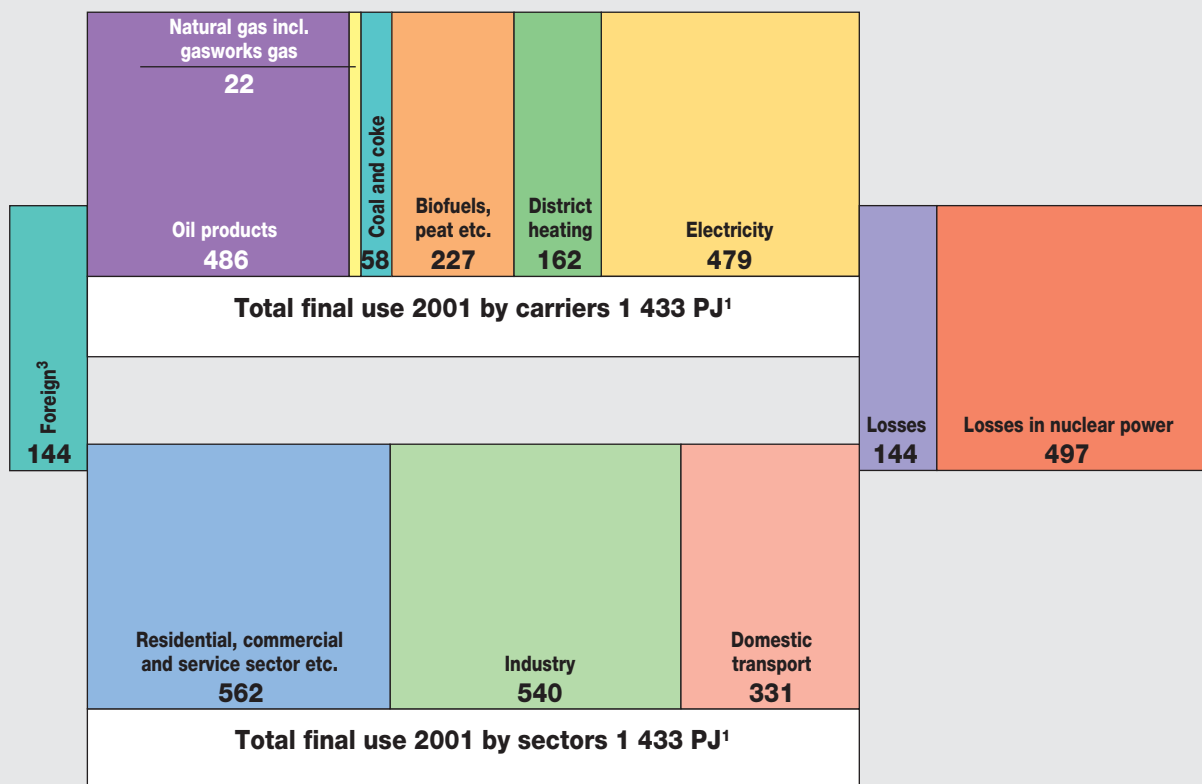 Natural gas incl.
gasworks gas
22
Oil products
486
Coal and coke
58
Biofuels,
peat etc.
227
District
heating
162
Electricity
479
Total final use 2001 by carriers 1 433 PJ¹
Foreign³
144
Losses
144
Losses in nuclear power
497
Residential, commercial
and service sector etc.
562
Industry
540
Domestic
transport
331
Total final use 2001 by sectors 1 433 PJ¹